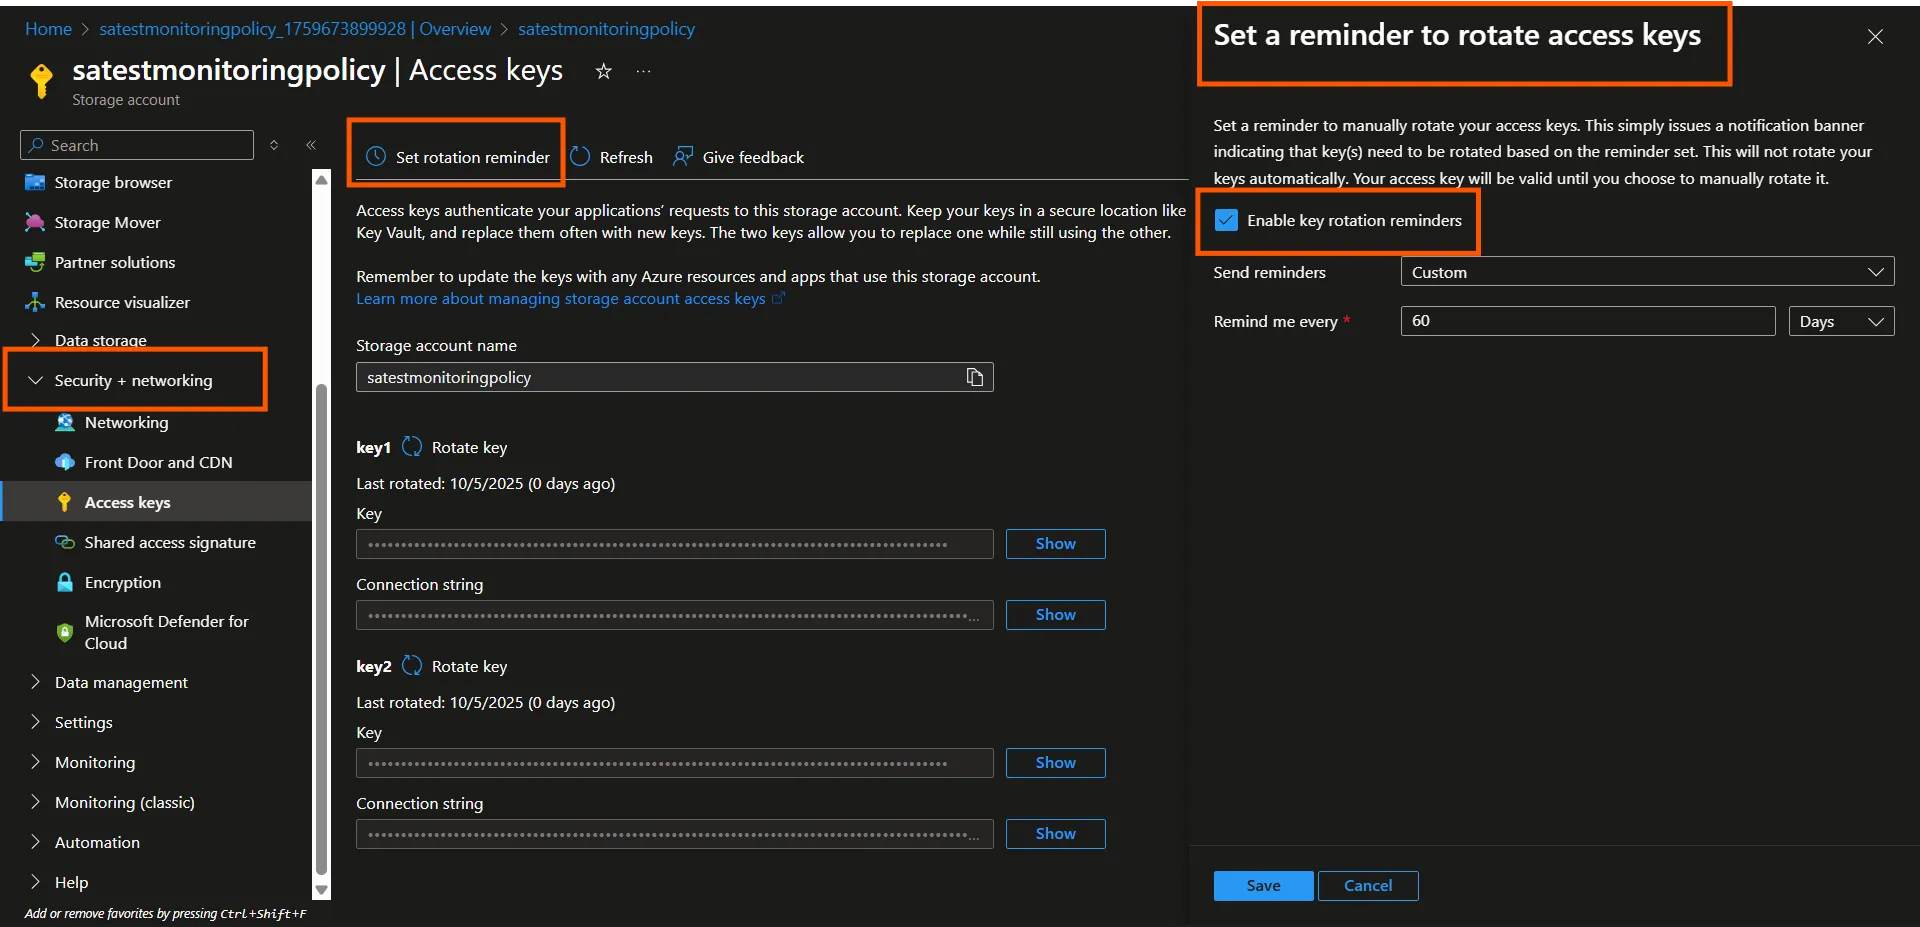 Home > satestmonitoringpolicy_1759673899928 | Overview > satestmonitoringpolicy
satestmonitoringpolicy | Access keys
Storage account
Search
Storage browser
Storage Mover
Partner solutions
Resource visualizer
Data storage
Security + networking
Networking
Front Door and CDN
Access keys
Shared access signature
Encryption
Microsoft Defender for
Cloud
Data management
Settings
Monitoring
Monitoring (classic)
Automation
Help
Add or remove favorites by pressing Ctrl+Shift+F
Set rotation reminder Refresh Give feedback
Access keys authenticate your applications’ requests to this storage account. Keep your keys in a secure location like
Key Vault, and replace them often with new keys. The two keys allow you to replace one while still using the other.
Remember to update the keys with any Azure resources and apps that use this storage account.
Learn more about managing storage account access keys
Storage account name
satestmonitoringpolicy
key1 Rotate key
Last rotated: 10/5/2025 (0 days ago)
Key
Show
Connection string
... Show
key2 Rotate key
Last rotated: 10/5/2025 (0 days ago)
Key
Show
Connection string
... Show
Set a reminder to rotate access keys
Set a reminder to manually rotate your access keys. This simply issues a notification banner
indicating that key(s) need to be rotated based on the reminder set. This will not rotate your
keys automatically. Your access key will be valid until you choose to manually rotate it.
Enable key rotation reminders
Send reminders Custom
Remind me every * 60 Days
Save Cancel